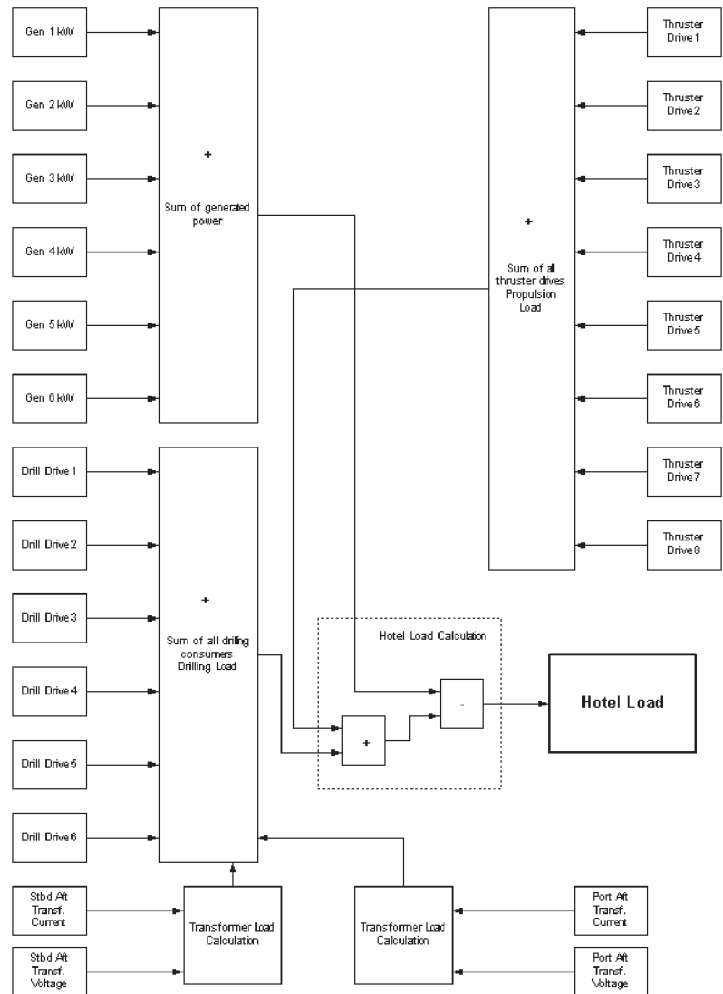 Gen 1 kW
Gen 2 kW
Gen 3 kW
Gen 4 kW
Gen 5 kW
Gen 6 kW
+
Sum of generated
power
Thruster
Drive 1
Thruster
Drive 2
Thruster
Drive 3
Thruster
Drive 4
Thruster
Drive 5
Thruster
Drive 6
Thruster
Drive 7
Thruster
Drive 8
+
Sum of all
thruster drives
Propulsion
Load
Drill Drive 1
Drill Drive 2
Drill Drive 3
Drill Drive 4
Drill Drive 5
Drill Drive 6
+
Sum of all drilling
consumers
Drilling Load
Hotel Load Calculation
+
-
Hotel Load
Stbd Aft
Transf.
Current
Stbd Aft
Transf.
Voltage
Transformer Load
Calculation
Transformer Load
Calculation
Port Aft
Transf.
Current
Port Aft
Transf.
Voltage